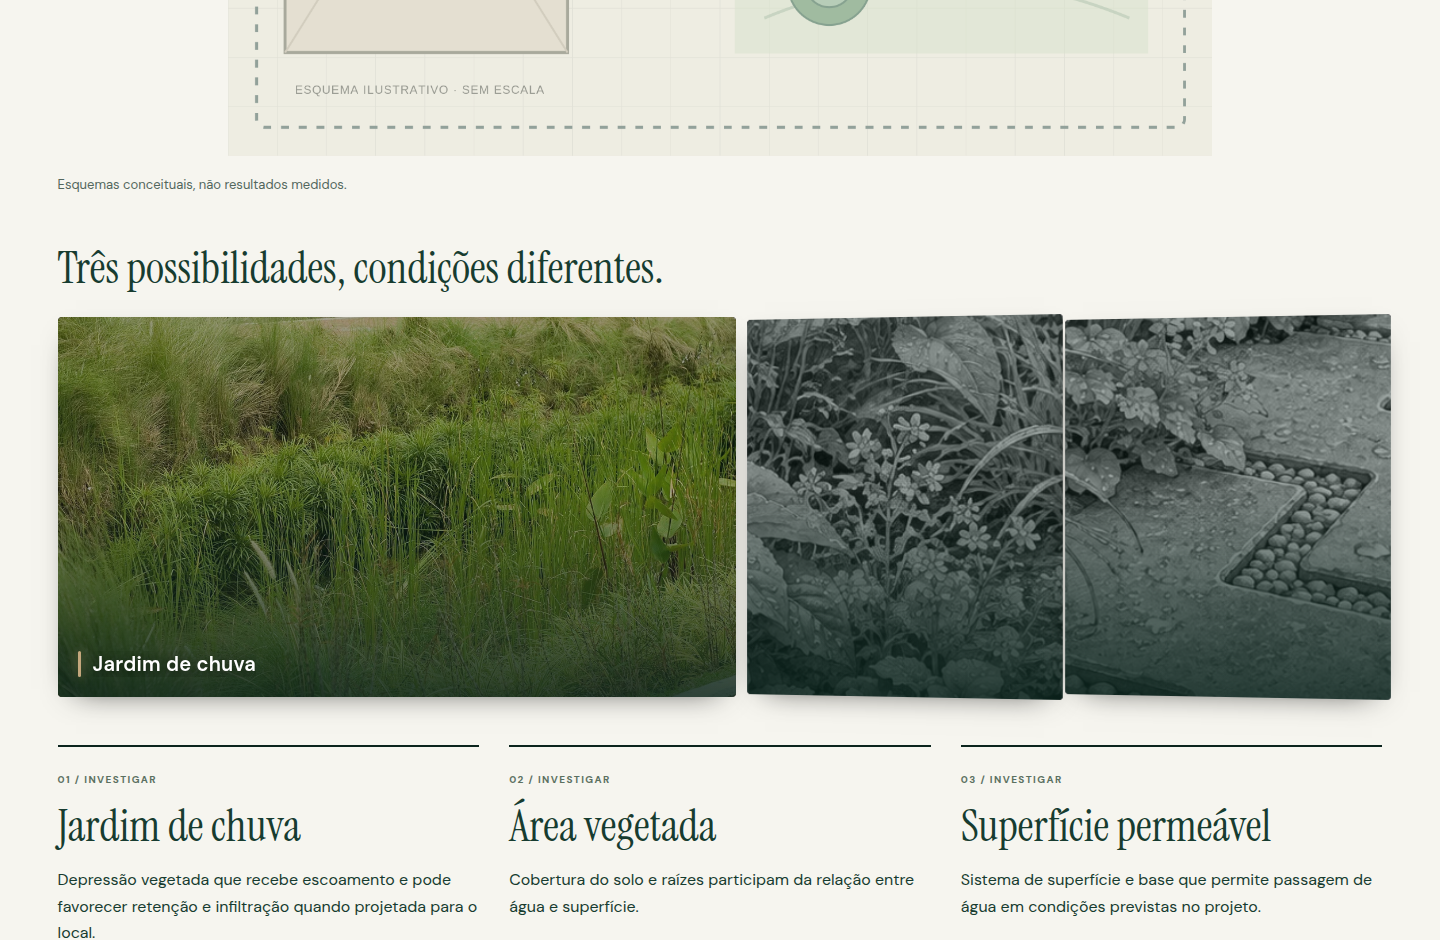 ESQUEMA ILUSTRATIVO · SEM ESCALA
Esquemas conceituais, não resultados medidos.
Três possibilidades, condições diferentes.
Jardim de chuva
01 / INVESTIGAR
Jardim de chuva
Depressão vegetada que recebe escoamento e pode
favorecer retenção e infiltração quando projetada para o
local.
02 / INVESTIGAR
Área vegetada
Cobertura do solo e raízes participam da relação entre
água e superfície.
03 / INVESTIGAR
Superfície permeável
Sistema de superfície e base que permite passagem de
água em condições previstas no projeto.